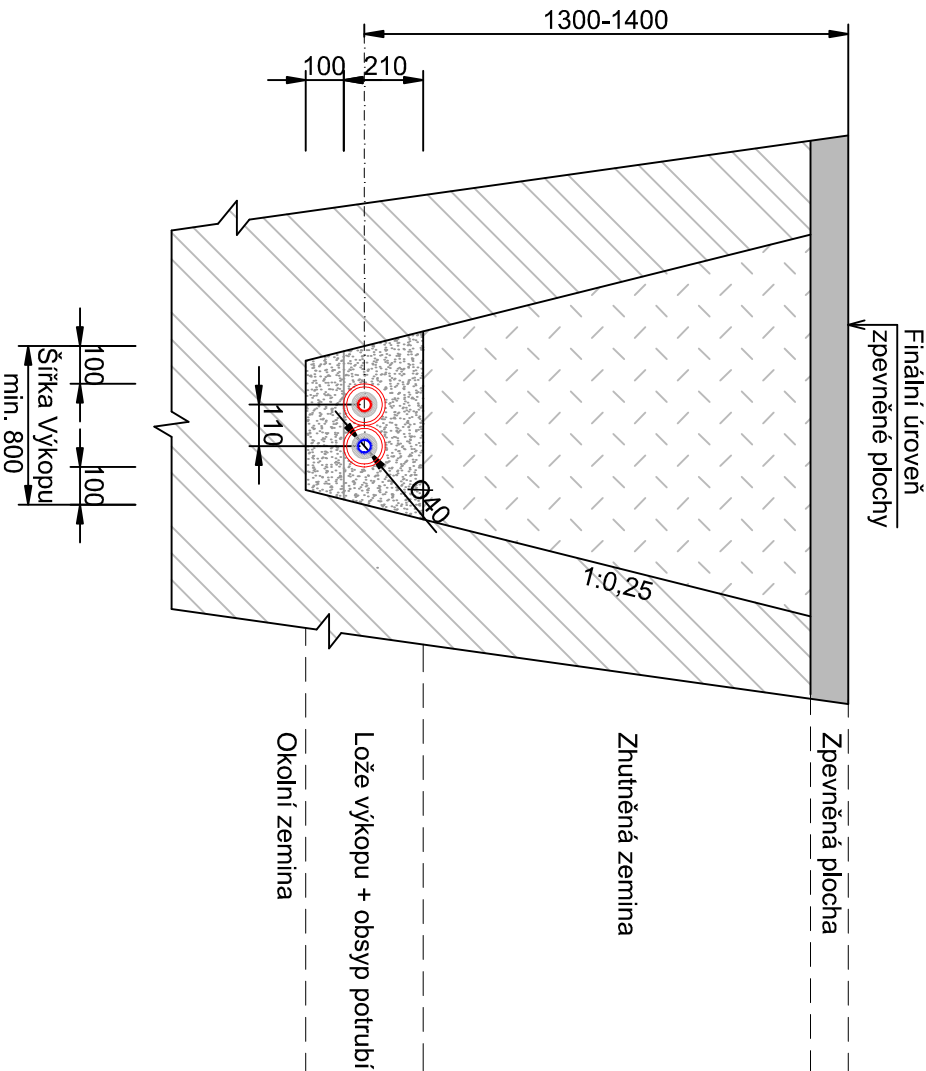 1300-1400
100
210
Finální úroveň
zpevněné plochy
100
100
Šířka Výkopu
min. 800
110
Ø40
1:0,25
Zpevněná plocha
Zhutněná zemina
Lože výkopu + obsyp potrubí
Okolní zemina